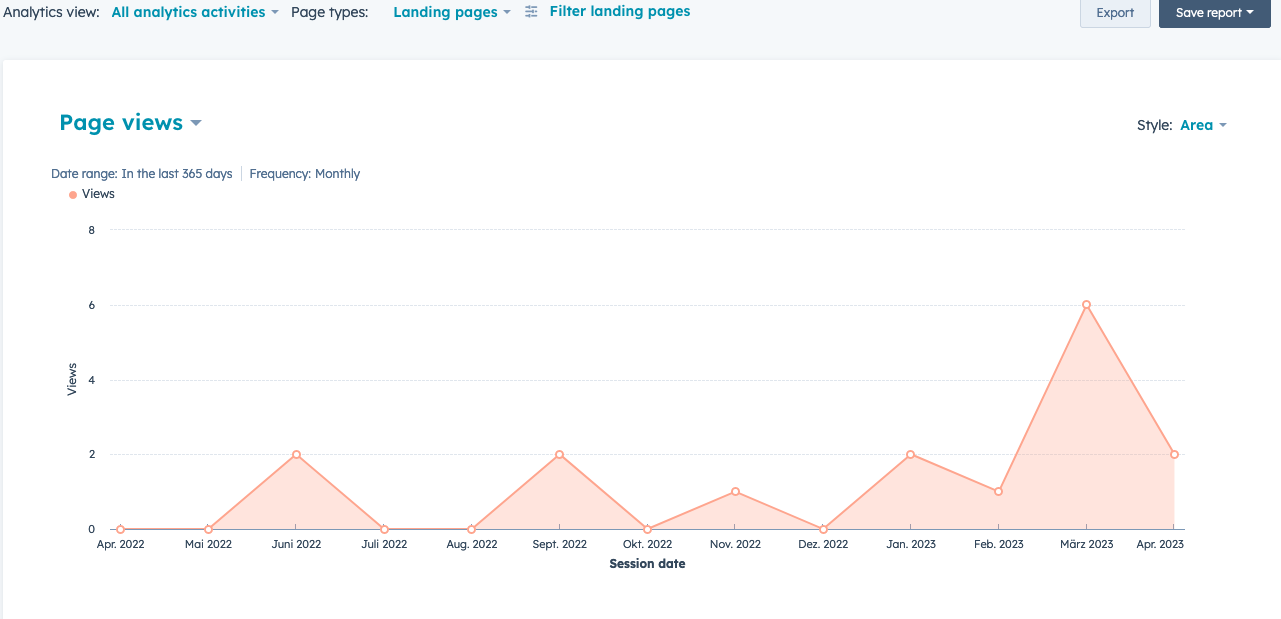 Analytics view: All analytics activities Page types: Landing pages Filter landing pages Export Save report
Page views
Style: Area
Date range: In the last 365 days Frequency: Monthly
Views
8
6
4
2
0
Views
Apr. 2022 Mai 2022 Juni 2022 Juli 2022 Aug. 2022 Sept. 2022 Okt. 2022 Nov. 2022 Dez. 2022 Jan. 2023 Feb. 2023 März 2023 Apr. 2023
Session date